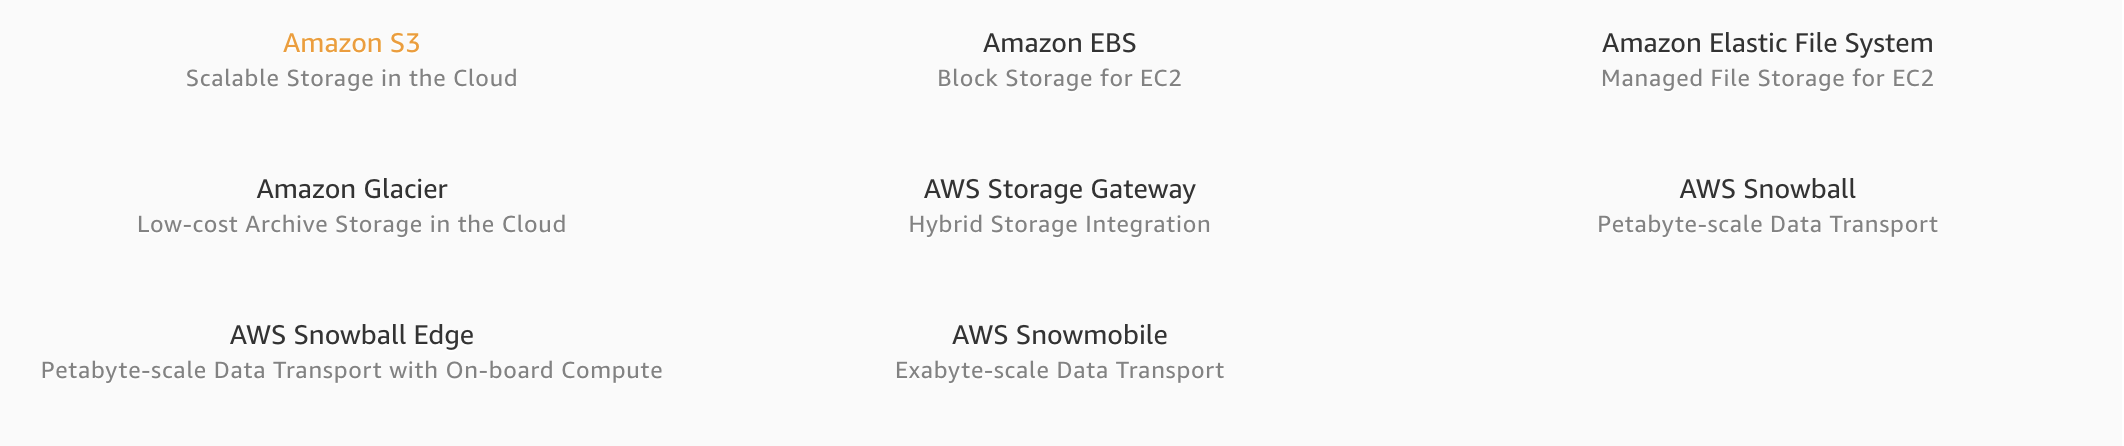 Amazon S3
Scalable Storage in the Cloud
Amazon EBS
Block Storage for EC2
Amazon Elastic File System
Managed File Storage for EC2
Amazon Glacier
Low-cost Archive Storage in the Cloud
AWS Storage Gateway
Hybrid Storage Integration
AWS Snowball
Petabyte-scale Data Transport
AWS Snowball Edge
Petabyte-scale Data Transport with On-board Compute
AWS Snowmobile
Exabyte-scale Data Transport